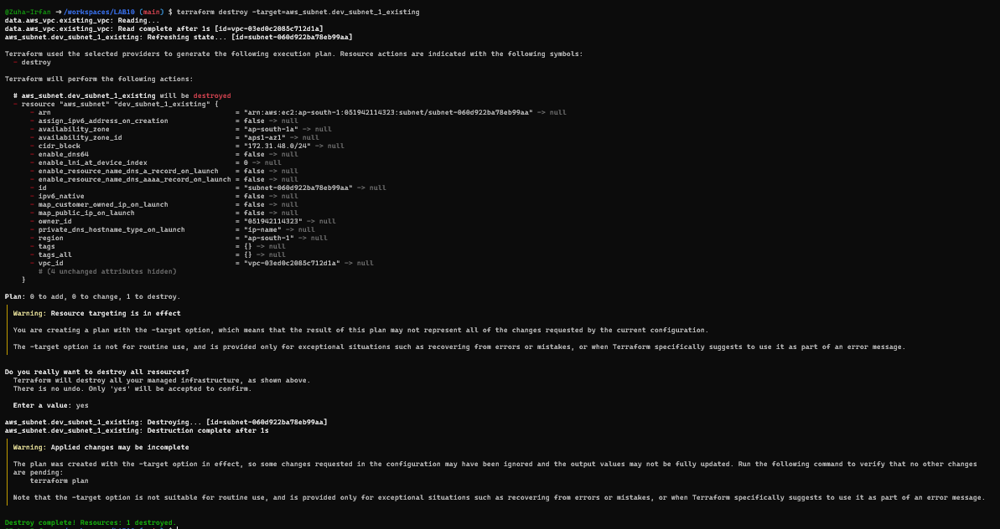 @Zuha-Irfan ➜ /workspaces/LAB10 (main) $ terraform destroy -target=aws_subnet.dev_subnet_1_existing
data.aws_vpc.existing_vpc: Reading...
data.aws_vpc.existing_vpc: Read complete after 1s [id=vpc-03ed0c2085c712d1a]
aws_subnet.dev_subnet_1_existing: Refreshing state... [id=subnet-060d922ba78eb99aa]
Terraform used the selected providers to generate the following execution plan. Resource actions are indicated with the following symbols:
- destroy
Terraform will perform the following actions:
# aws_subnet.dev_subnet_1_existing will be destroyed
- resource "aws_subnet" "dev_subnet_1_existing" {
- arn = "arn:aws:ec2:ap-south-1:051942114323:subnet/subnet-060d922ba78eb99aa" -> null
- assign_ipv6_address_on_creation = false -> null
- availability_zone = "ap-south-1a" -> null
- availability_zone_id = "aps1-az1" -> null
- cidr_block = "172.31.48.0/24" -> null
- enable_dns64 = false -> null
- enable_lni_at_device_index = 0 -> null
- enable_resource_name_dns_a_record_on_launch = false -> null
- enable_resource_name_dns_aaaa_record_on_launch = false -> null
- id = "subnet-060d922ba78eb99aa" -> null
- ipv6_native = false -> null
- map_customer_owned_ip_on_launch = false -> null
- map_public_ip_on_launch = false -> null
- owner_id = "051942114323" -> null
- private_dns_hostname_type_on_launch = "ip-name" -> null
- region = "ap-south-1" -> null
- tags = {} -> null
- tags_all = {} -> null
- vpc_id = "vpc-03ed0c2085c712d1a" -> null
# (4 unchanged attributes hidden)
}
Plan: 0 to add, 0 to change, 1 to destroy.
Warning: Resource targeting is in effect
You are creating a plan with the -target option, which means that the result of this plan may not represent all of the changes requested by the current configuration.
The -target option is not for routine use, and is provided only for exceptional situations such as recovering from errors or mistakes, or when Terraform specifically suggests to use it as part of an error message.
Do you really want to destroy all resources?
Terraform will destroy all your managed infrastructure, as shown above.
There is no undo. Only 'yes' will be accepted to confirm.
Enter a value: yes
aws_subnet.dev_subnet_1_existing: Destroying... [id=subnet-060d922ba78eb99aa]
aws_subnet.dev_subnet_1_existing: Destruction complete after 1s
Warning: Applied changes may be incomplete
The plan was created with the -target option in effect, so some changes requested in the configuration may have been ignored and the output values may not be fully updated. Run the following command to verify that no other changes
are pending:
terraform plan
Note that the -target option is not suitable for routine use, and is provided only for exceptional situations such as recovering from errors or mistakes, or when Terraform specifically suggests to use it as part of an error message.
Destroy complete! Resources: 1 destroyed.